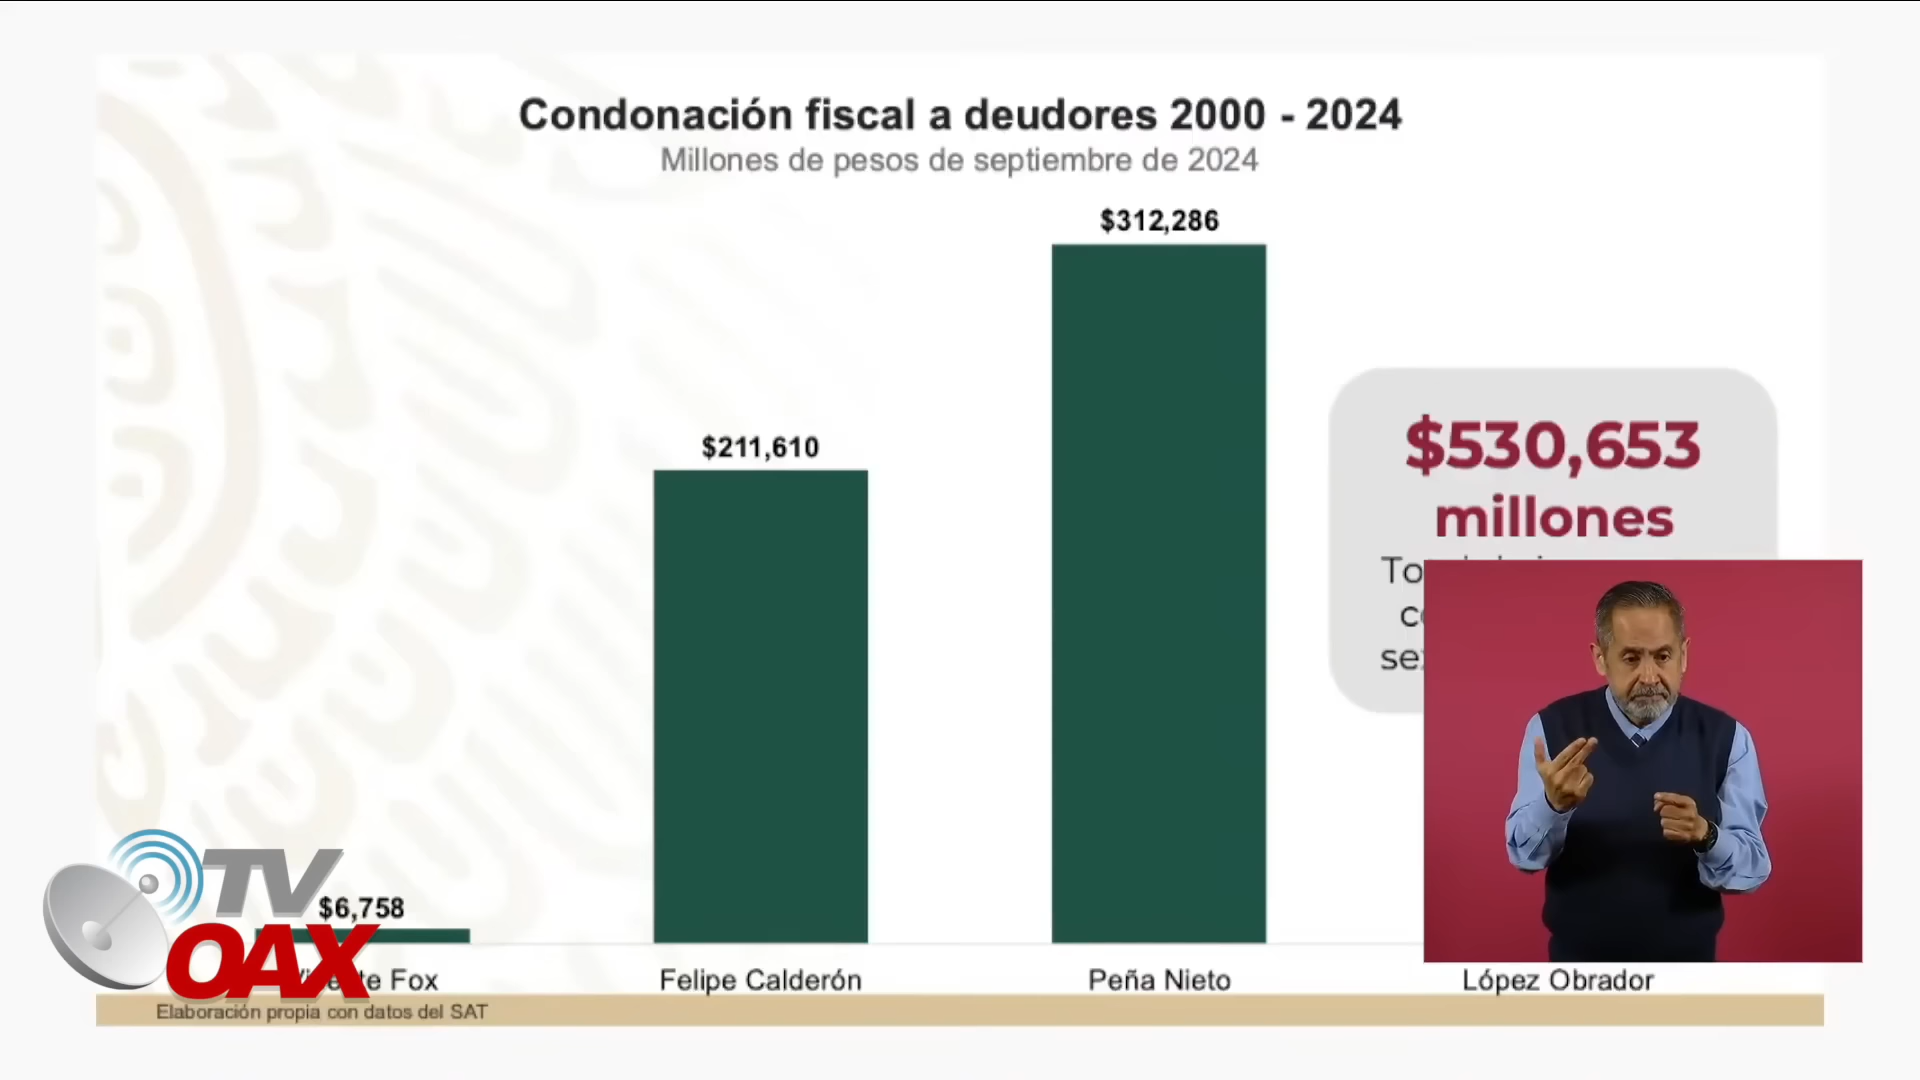 Condonación fiscal a deudores 2000 - 2024
Millones de pesos de septiembre de 2024
$312,286
$211,610
$530,653
millones
$6,758
TV
OAX
Fox
Felipe Calderón
Peña Nieto
López Obrador
Elaboración propia con datos del SAT